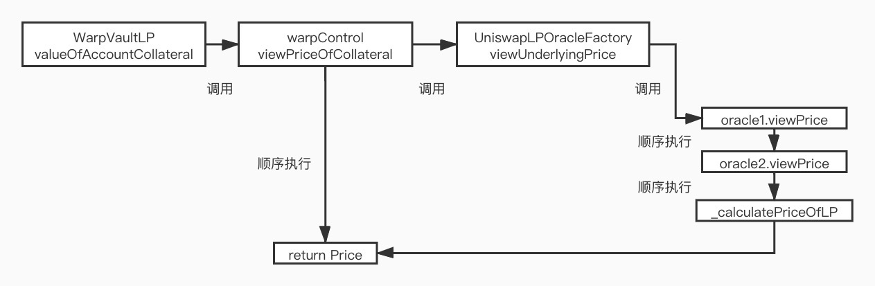 WarpVaultLP
valueOfAccountCollateral
warpControl
viewPriceOfCollateral
UniswapLPOracleFactory
viewUnderlyingPrice
调用
调用
调用
oracle1.viewPrice
顺序执行
oracle2.viewPrice
顺序执行
顺序执行
_calculatePriceOfLP
return Price